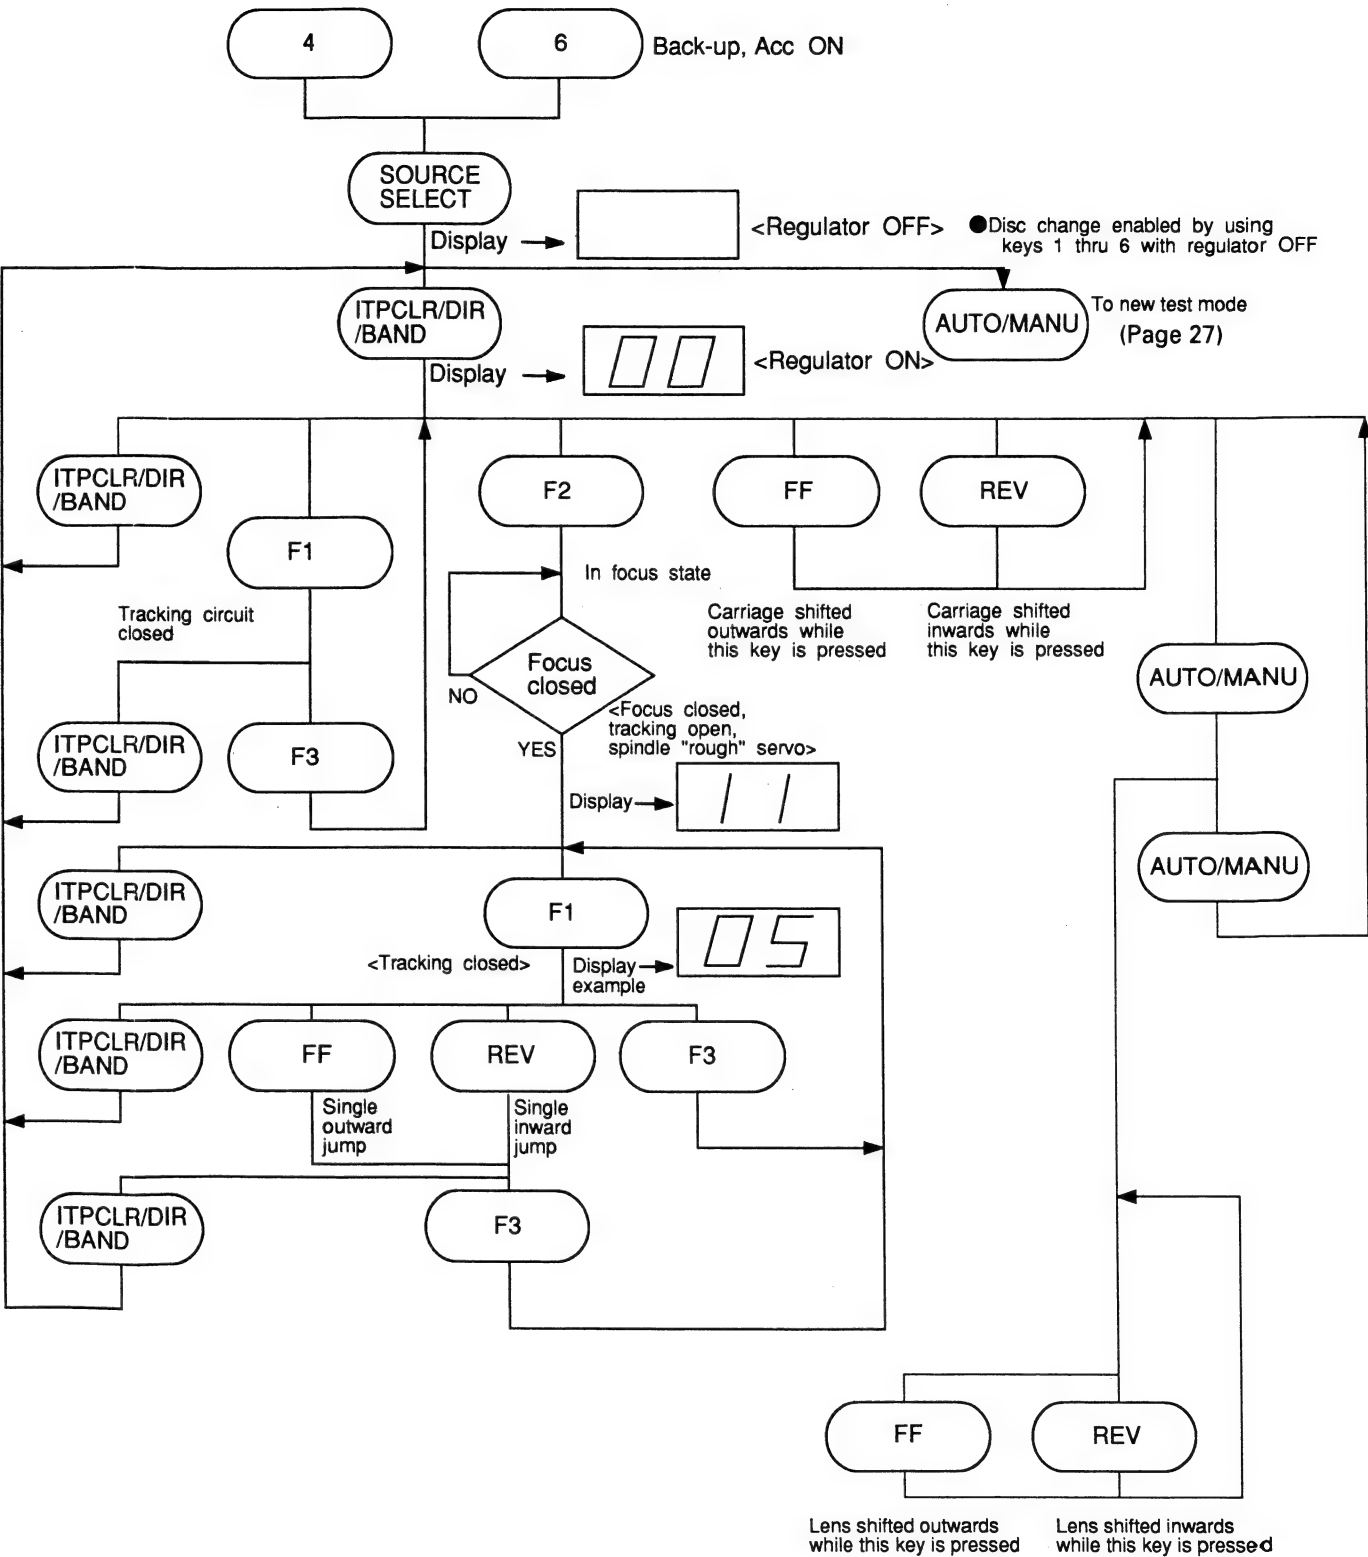 4
6
Back-up, Acc ON
SOURCE
SELECT
Display
<Regulator OFF>
●Disc change enabled by using
keys 1 thru 6 with regulator OFF
ITPCLR/DIR
/BAND
AUTO/MANU
To new test mode
(Page 27)
Display
00
<Regulator ON>
ITPCLR/DIR
/BAND
F1
F2
FF
REV
In focus state
Tracking circuit
closed
Carriage shifted
outwards while
this key is pressed
Carriage shifted
inwards while
this key is pressed
Focus
closed
NO
YES
AUTO/MANU
<Focus closed,
tracking open,
spindle "rough" servo>
ITPCLR/DIR
/BAND
F3
Display
11
AUTO/MANU
ITPCLR/DIR
/BAND
F1
<Tracking closed>
Display
example
05
ITPCLR/DIR
/BAND
FF
REV
F3
Single
outward
jump
Single
inward
jump
ITPCLR/DIR
/BAND
F3
FF
REV
Lens shifted outwards
while this key is pressed
Lens shifted inwards
while this key is pressed